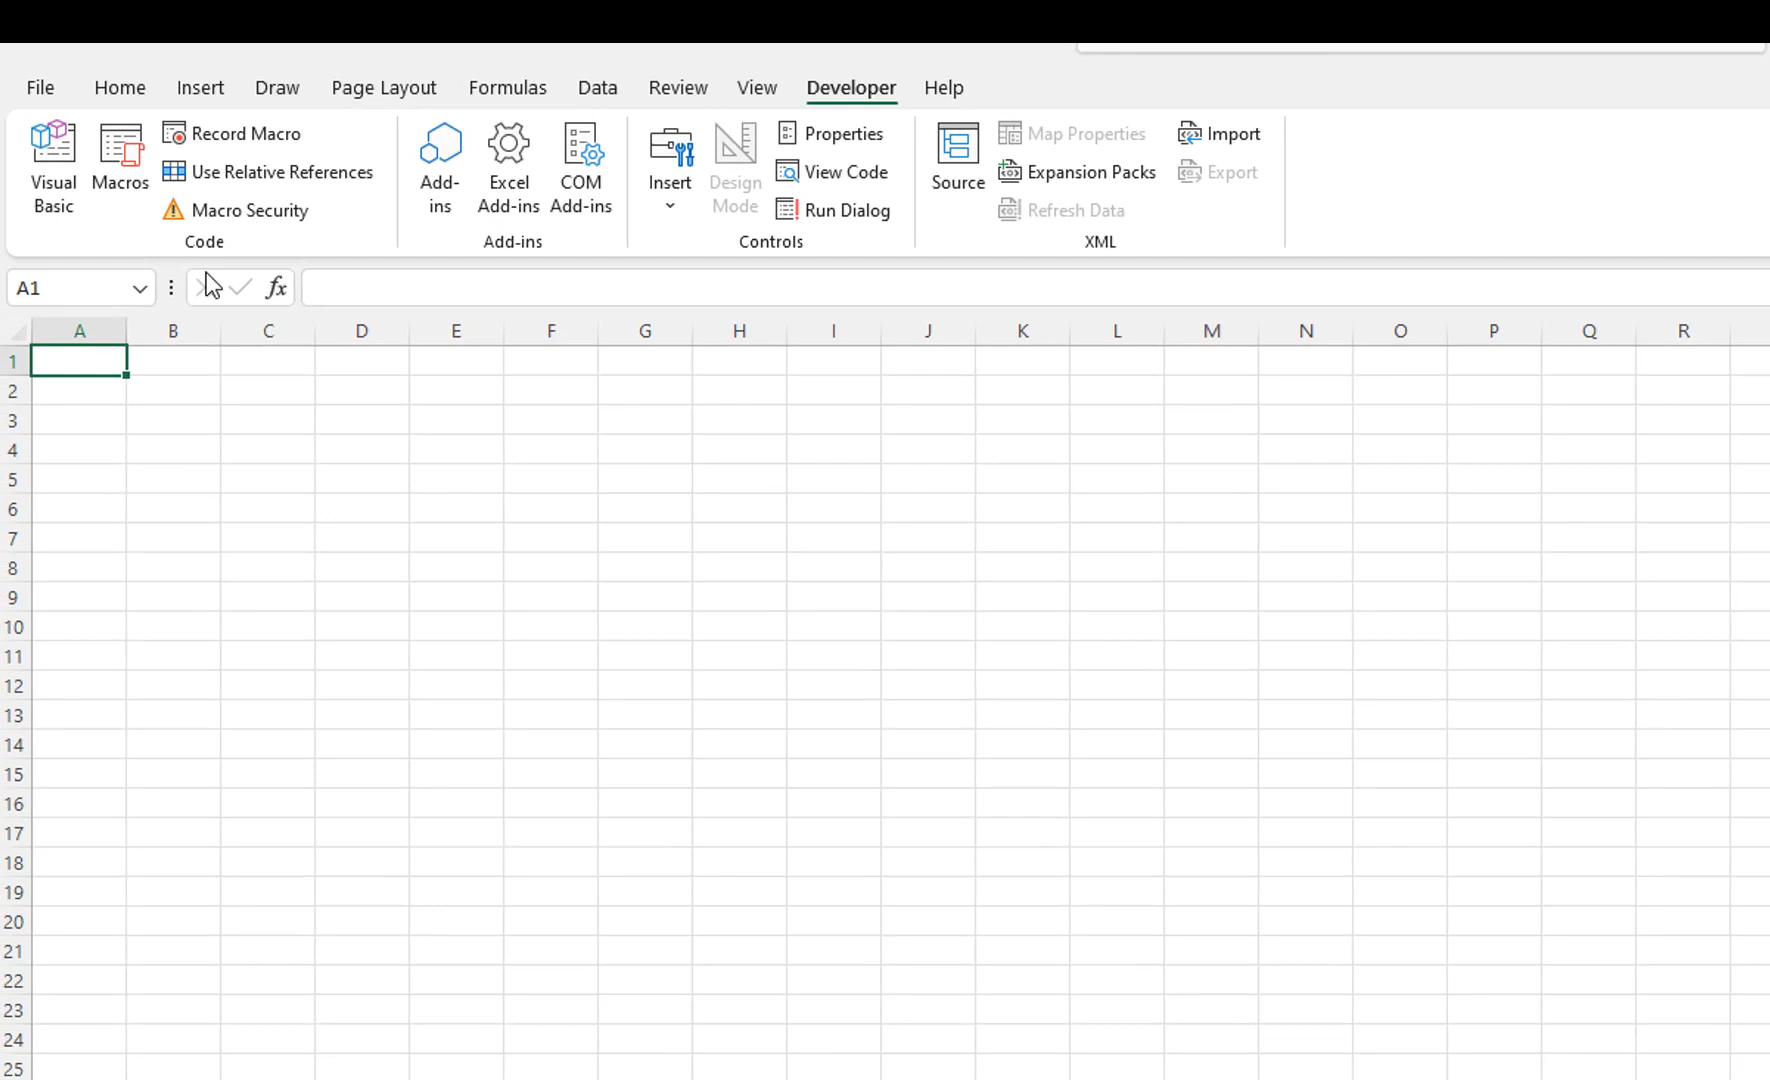 File Home Insert Draw Page Layout Formulas Data Review View Developer Help
Visual Basic
Macros
Record Macro
Use Relative References
Macro Security
Code
Add-ins
Excel Add-ins
COM Add-ins
Add-ins
Insert
Design Mode
Properties
View Code
Run Dialog
Controls
Source
Map Properties
Expansion Packs
Refresh Data
Import
Export
XML
A1 fx
A B C D E F G H I J K L M N O P Q R
1
2
3
4
5
6
7
8
9
10
11
12
13
14
15
16
17
18
19
20
21
22
23
24
25